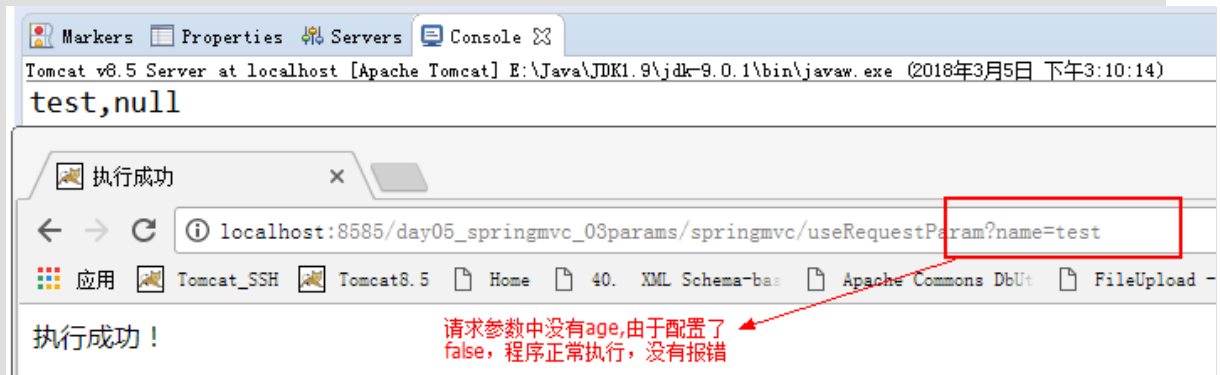 Markers Properties Servers Console
Tomcat v8.5 Server at localhost [Apache Tomcat] E:\Java\JDK1.9\jdk-9.0.1\bin\javaw.exe (2018年3月5日 下午3:10:14)
test,null
执行成功
localhost:8585/day05_springmvc_03params/springmvc/useRequestParam?name=test
应用 Tomcat_SSH Tomcat8.5 Home 40. XML Schema-bas Apache Commons DbUt FileUpload -
执行成功！
请求参数中没有age,由于配置了
false，程序正常执行，没有报错